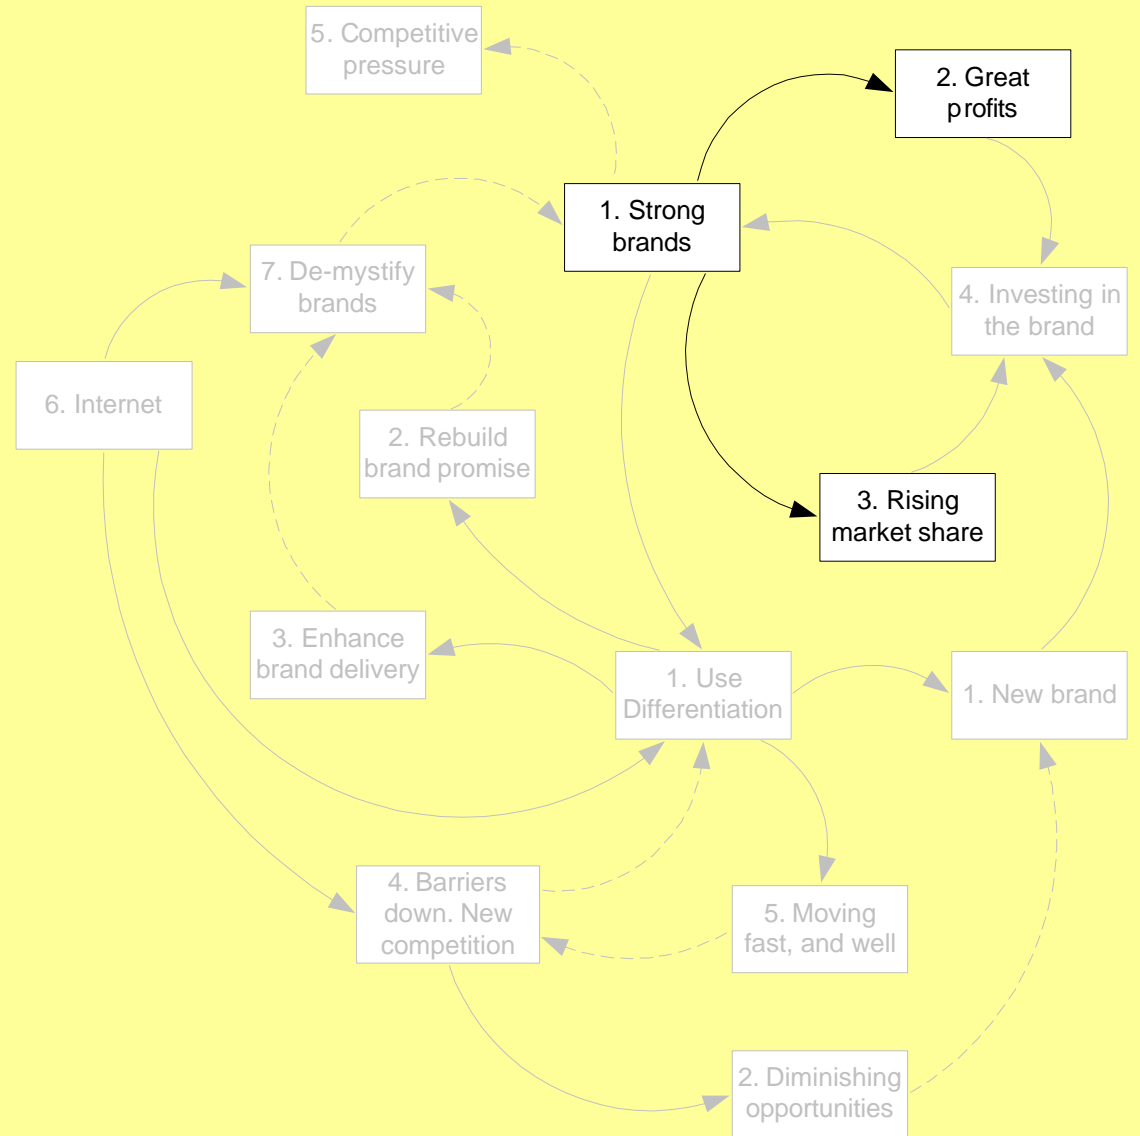 5. Competitive
pressure
2. Great
profits
1. Strong
brands
7. De-mystify
brands
4. Investing in
the brand
6. Internet
2. Rebuild
brand promise
3. Rising
market share
3. Enhance
brand delivery
1. Use
Differentiation
1. New brand
4. Barriers
down. New
competition
5. Moving
fast, and well
2. Diminishing
opportunities